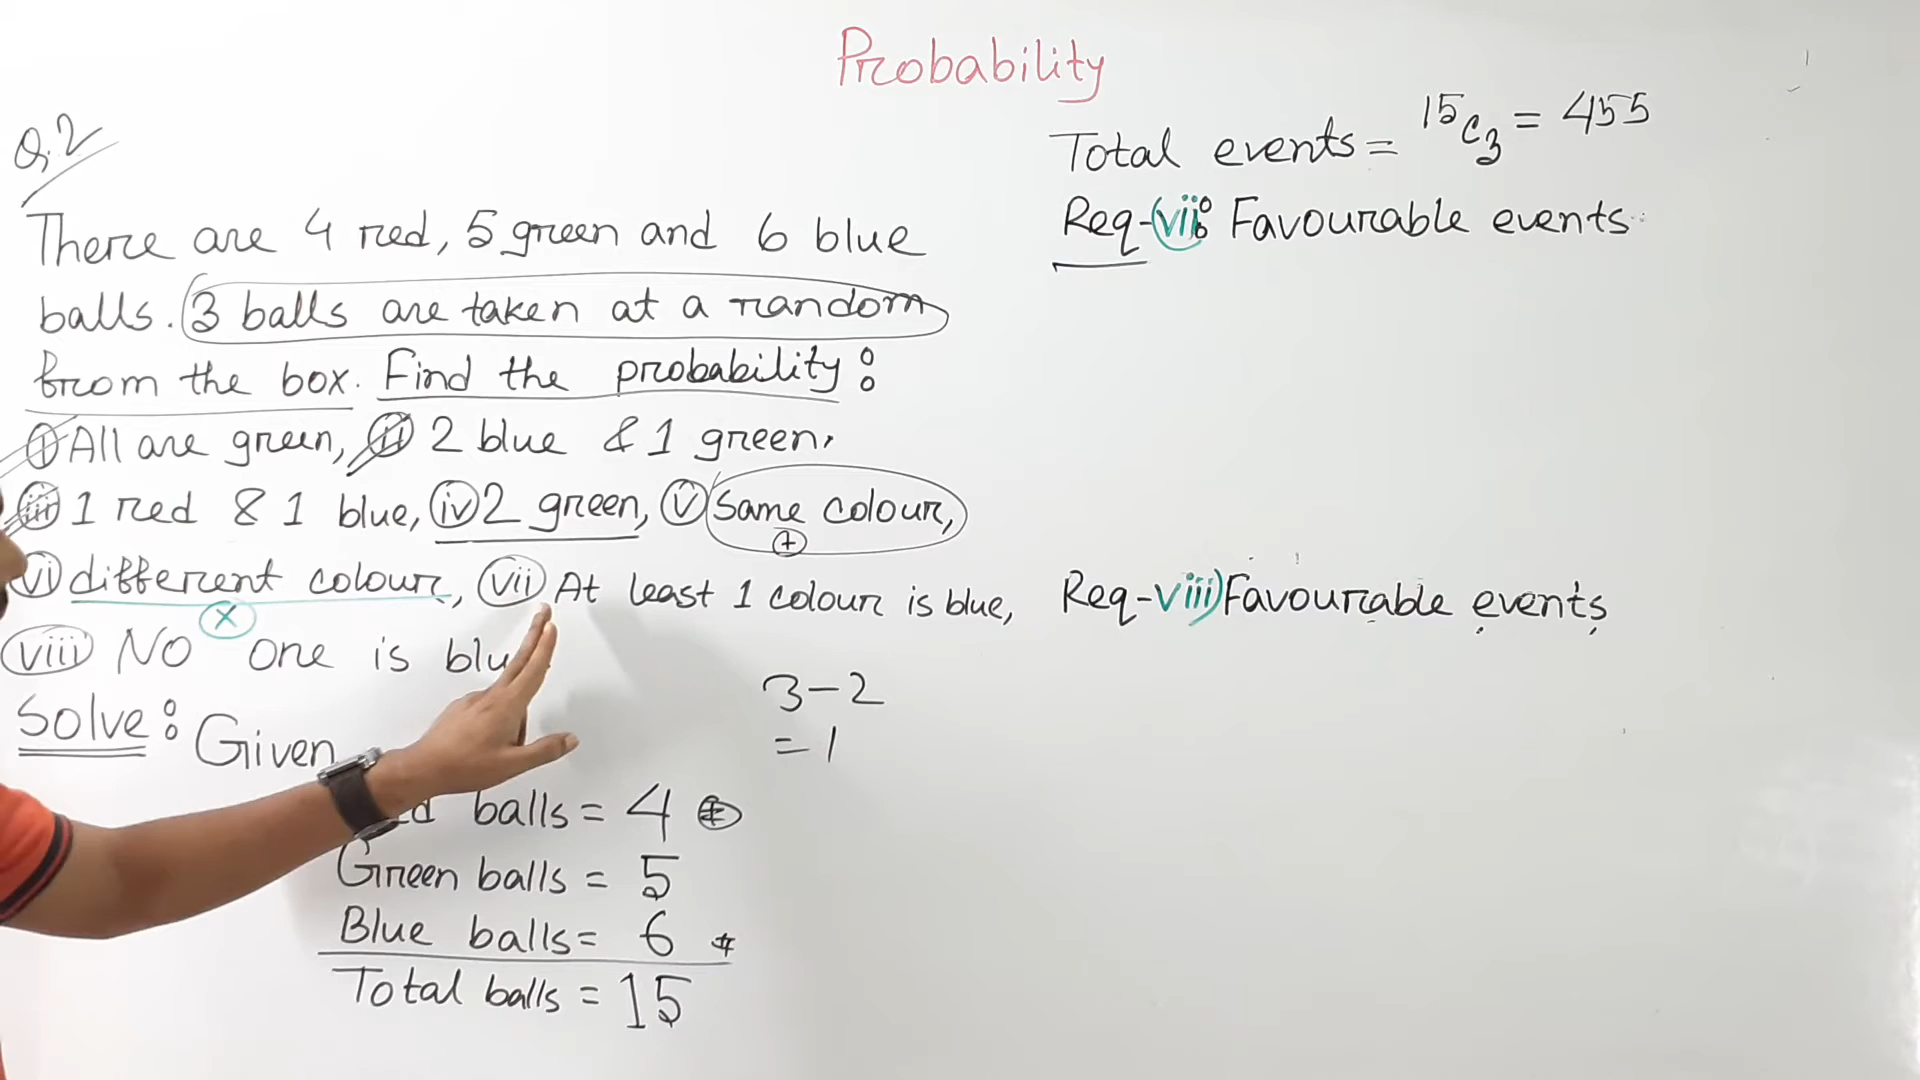 Probability
Q.2
There are 4 red, 5 green and 6 blue
balls. 3 balls are taken at a random
from the box. Find the probability:
(i) All are green, (ii) 2 blue & 1 green.
(iii) 1 red & 1 blue, (iv) 2 green, (v) Same colour,
+
(vi) different colour, (vii) At least 1 colour is blue,
x
(viii) No one is
Solve: Given
3-2
=1
balls = 4
Green balls = 5
Blue balls = 6
Total balls = 15
Total events = ¹⁵C₃ = 455
Req-(vii): Favourable events
Req-viii) Favourable events